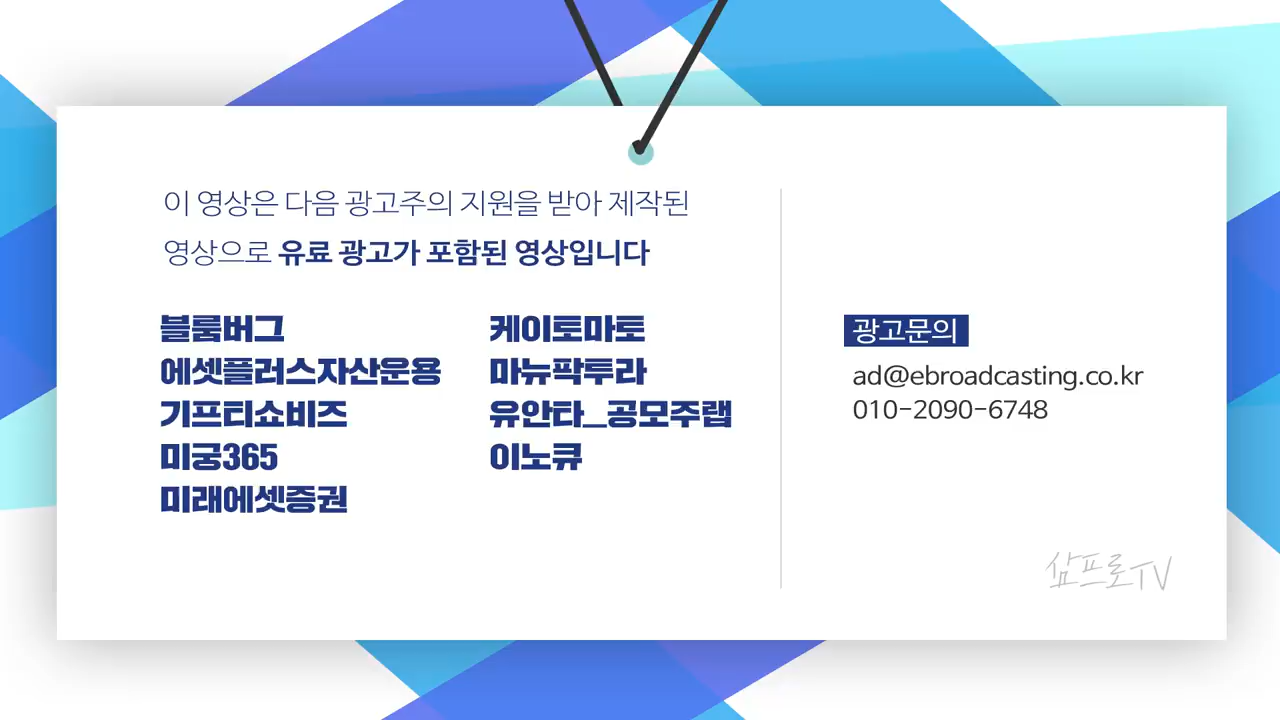 이 영상은 다음 광고주의 지원을 받아 제작된
영상으로 유료 광고가 포함된 영상입니다
블룸버그
에셋플러스자산운용
기프티쇼비즈
미궁365
미래에셋증권
케이토마토
마뉴팍투라
유안타_공모주랩
이노큐
광고문의
ad@ebroadcasting.co.kr
010-2090-6748
삼프로TV